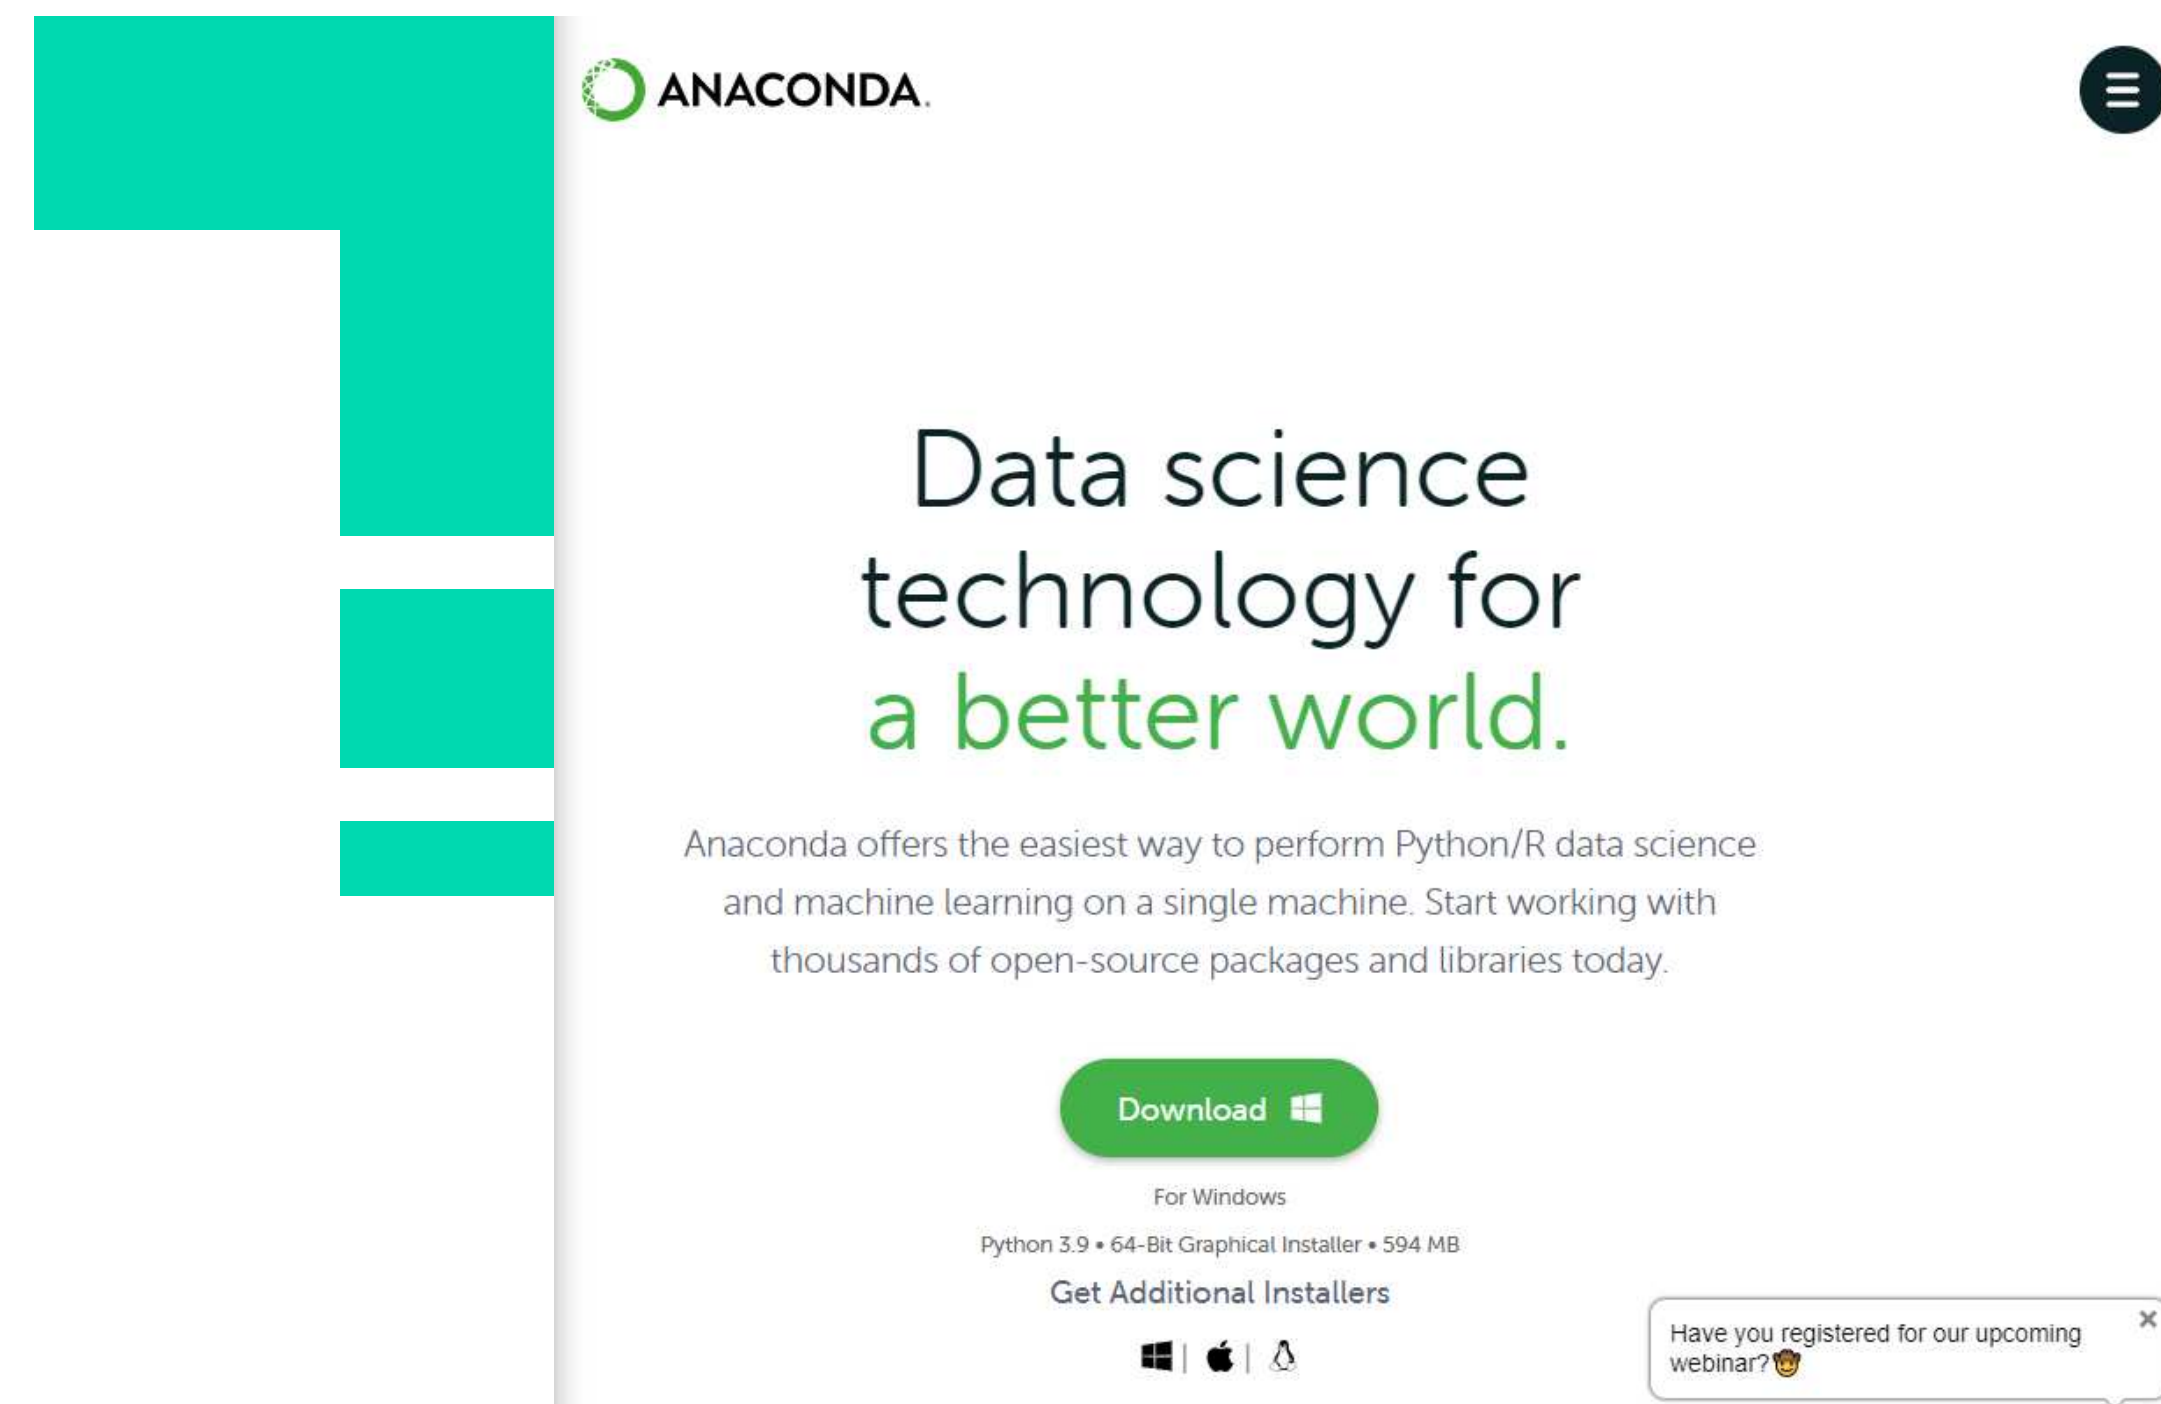 ANACONDA.
Data science
technology for
a better world.
Anaconda offers the easiest way to perform Python/R data science
and machine learning on a single machine. Start working with
thousands of open-source packages and libraries today.
Download
For Windows
Python 3.9 • 64-Bit Graphical Installer • 594 MB
Get Additional Installers
Have you registered for our upcoming
webinar?🤠